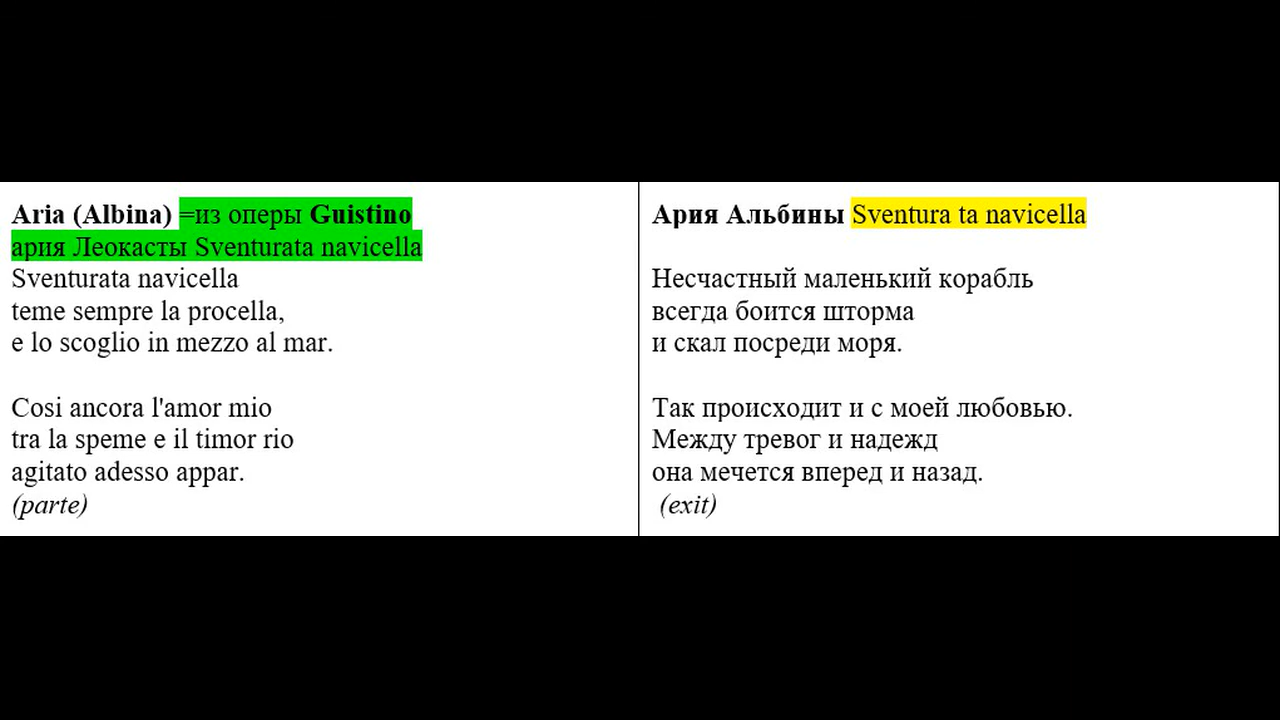 Aria (Albina) =из оперы Guistino
ария Леокасты Sventurata navicella
Sventurata navicella
teme sempre la procella,
e lo scoglio in mezzo al mar.
Cosi ancora l'amor mio
tra la speme e il timor rio
agitato adesso appar.
(parte)
Ария Альбины Sventura ta navicella
Несчастный маленький корабль
всегда боится шторма
и скал посреди моря.
Так происходит и с моей любовью.
Между тревог и надежд
она мечется вперед и назад.
(exit)